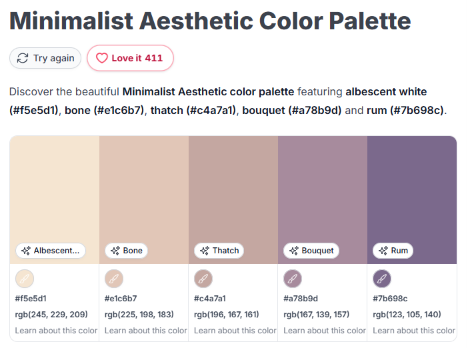 Minimalist Aesthetic Color Palette
Try again
Love it 411
Discover the beautiful Minimalist Aesthetic color palette featuring albescent white
(#f5e5d1), bone (#e1c6b7), thatch (#c4a7a1), bouquet (#a78b9d) and rum (#7b698c).
Albescent...
Bone
Thatch
Bouquet
Rum
#f5e5d1
#e1c6b7
#c4a7a1
#a78b9d
#7b698c
rgb(245, 229, 209)
rgb(225, 198, 183)
rgb(196, 167, 161)
rgb(167, 139, 157)
rgb(123, 105, 140)
Learn about this color
Learn about this color
Learn about this color
Learn about this color
Learn about this color